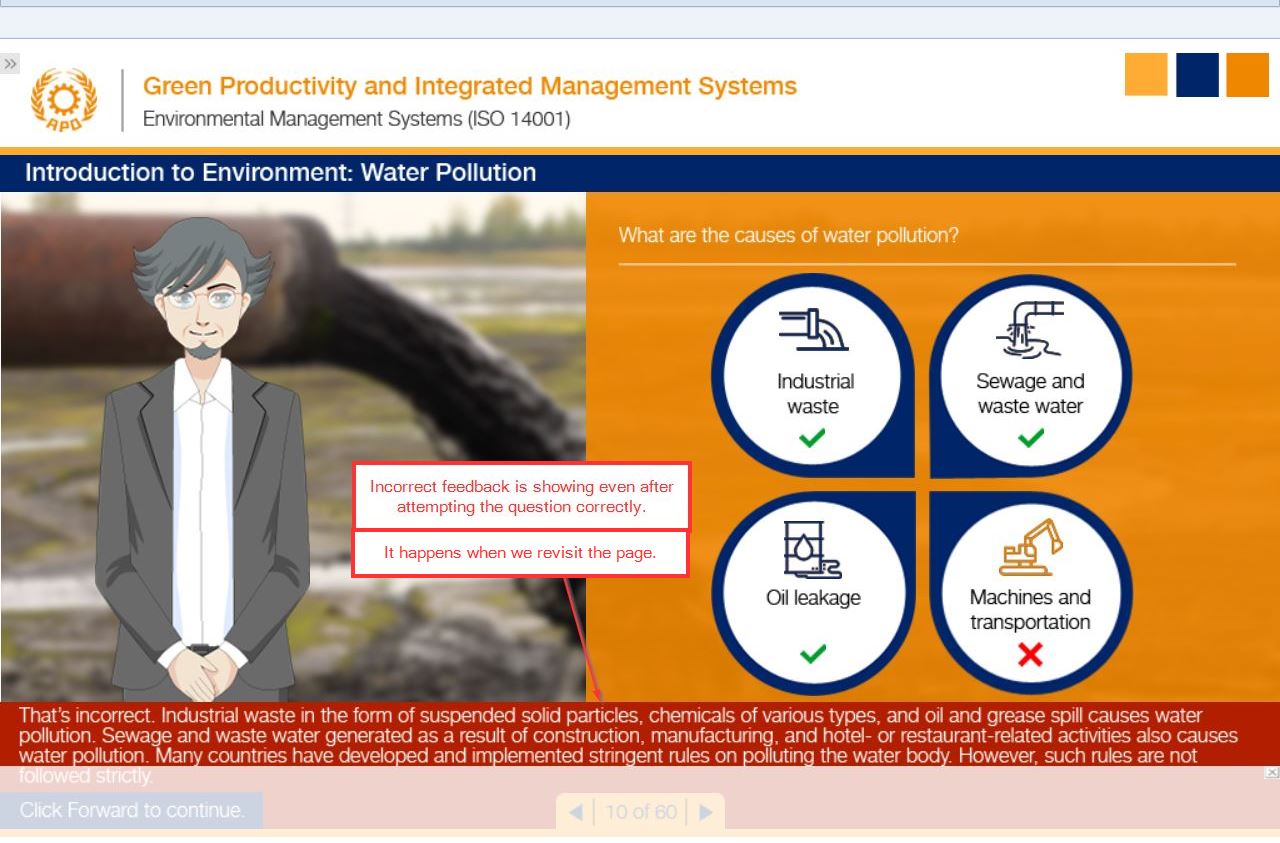 »
APO
Green Productivity and Integrated Management Systems
Environmental Management Systems (ISO 14001)
Introduction to Environment: Water Pollution
What are the causes of water pollution?
Industrial
waste
Sewage and
waste water
Incorrect feedback is showing even after
attempting the question correctly.
It happens when we revisit the page.
Oil leakage
Machines and
transportation
That's incorrect. Industrial waste in the form of suspended solid particles, chemicals of various types, and oil and grease spill causes water
pollution. Sewage and waste water generated as a result of construction, manufacturing, and hotel- or restaurant-related activities also causes
water pollution. Many countries have developed and implemented stringent rules on polluting the water body. However, such rules are not
followed strictly.
Click Forward to continue.
10 of 60